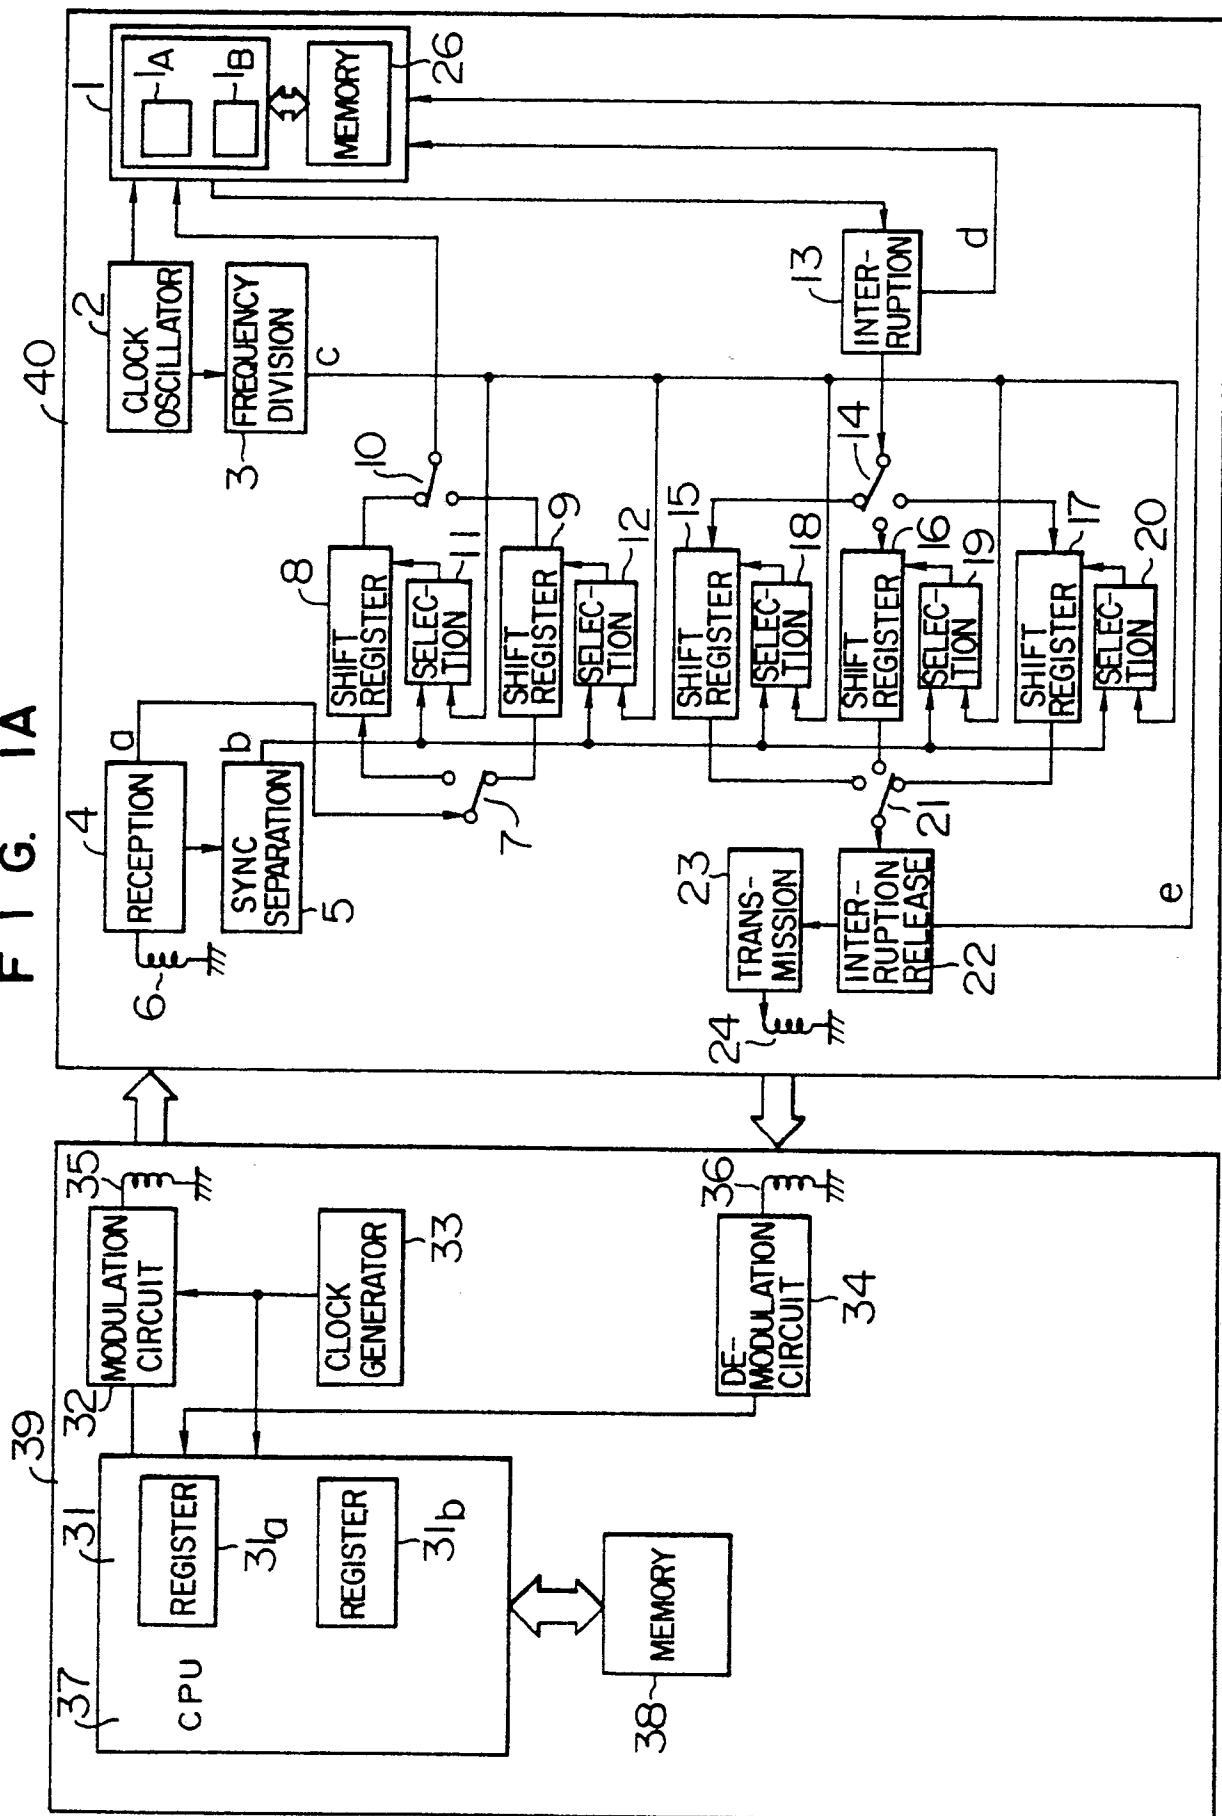 F I G. 1A
39
37
31
CPU
REGISTER
31a
REGISTER
31b
38
MEMORY
32
MODULATION
CIRCUIT
35
CLOCK
GENERATOR
33
DE-
MODULATION
CIRCUIT
34
36
40
4
RECEPTION
a
6
SYNC
SEPARATION
5
b
7
2
CLOCK
OSCILLATOR
3
FREQUENCY
DIVISION
c
1
1A
1B
MEMORY
26
8
SHIFT
REGISTER
10
SELEC-
TION
11
SHIFT
REGISTER
9
SELEC-
TION
12
13
INTER-
RUPTION
d
14
15
SHIFT
REGISTER
SELEC-
TION
18
SHIFT
REGISTER
16
SELEC-
TION
19
SHIFT
REGISTER
17
SELEC-
TION
20
21
INTER-
RUPTION
RELEASE
22
e
23
TRANS-
MISSION
24